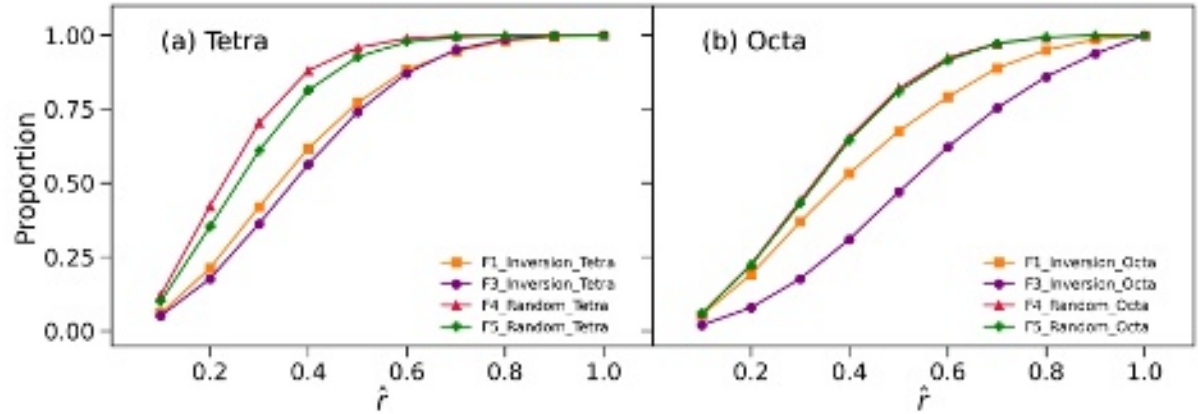 (a) Tetra
(b) Octa
Proportion
1.00
0.75
0.50
0.25
0.00
F1_Inversion_Tetra
F3_Inversion_Tetra
F4_Random_Tetra
F5_Random_Tetra
F1_Inversion_Octa
F3_Inversion_Octa
F4_Random_Octa
F5_Random_Octa
0.2 0.4 0.6 0.8 1.0
0.2 0.4 0.6 0.8 1.0
r̂
r̂